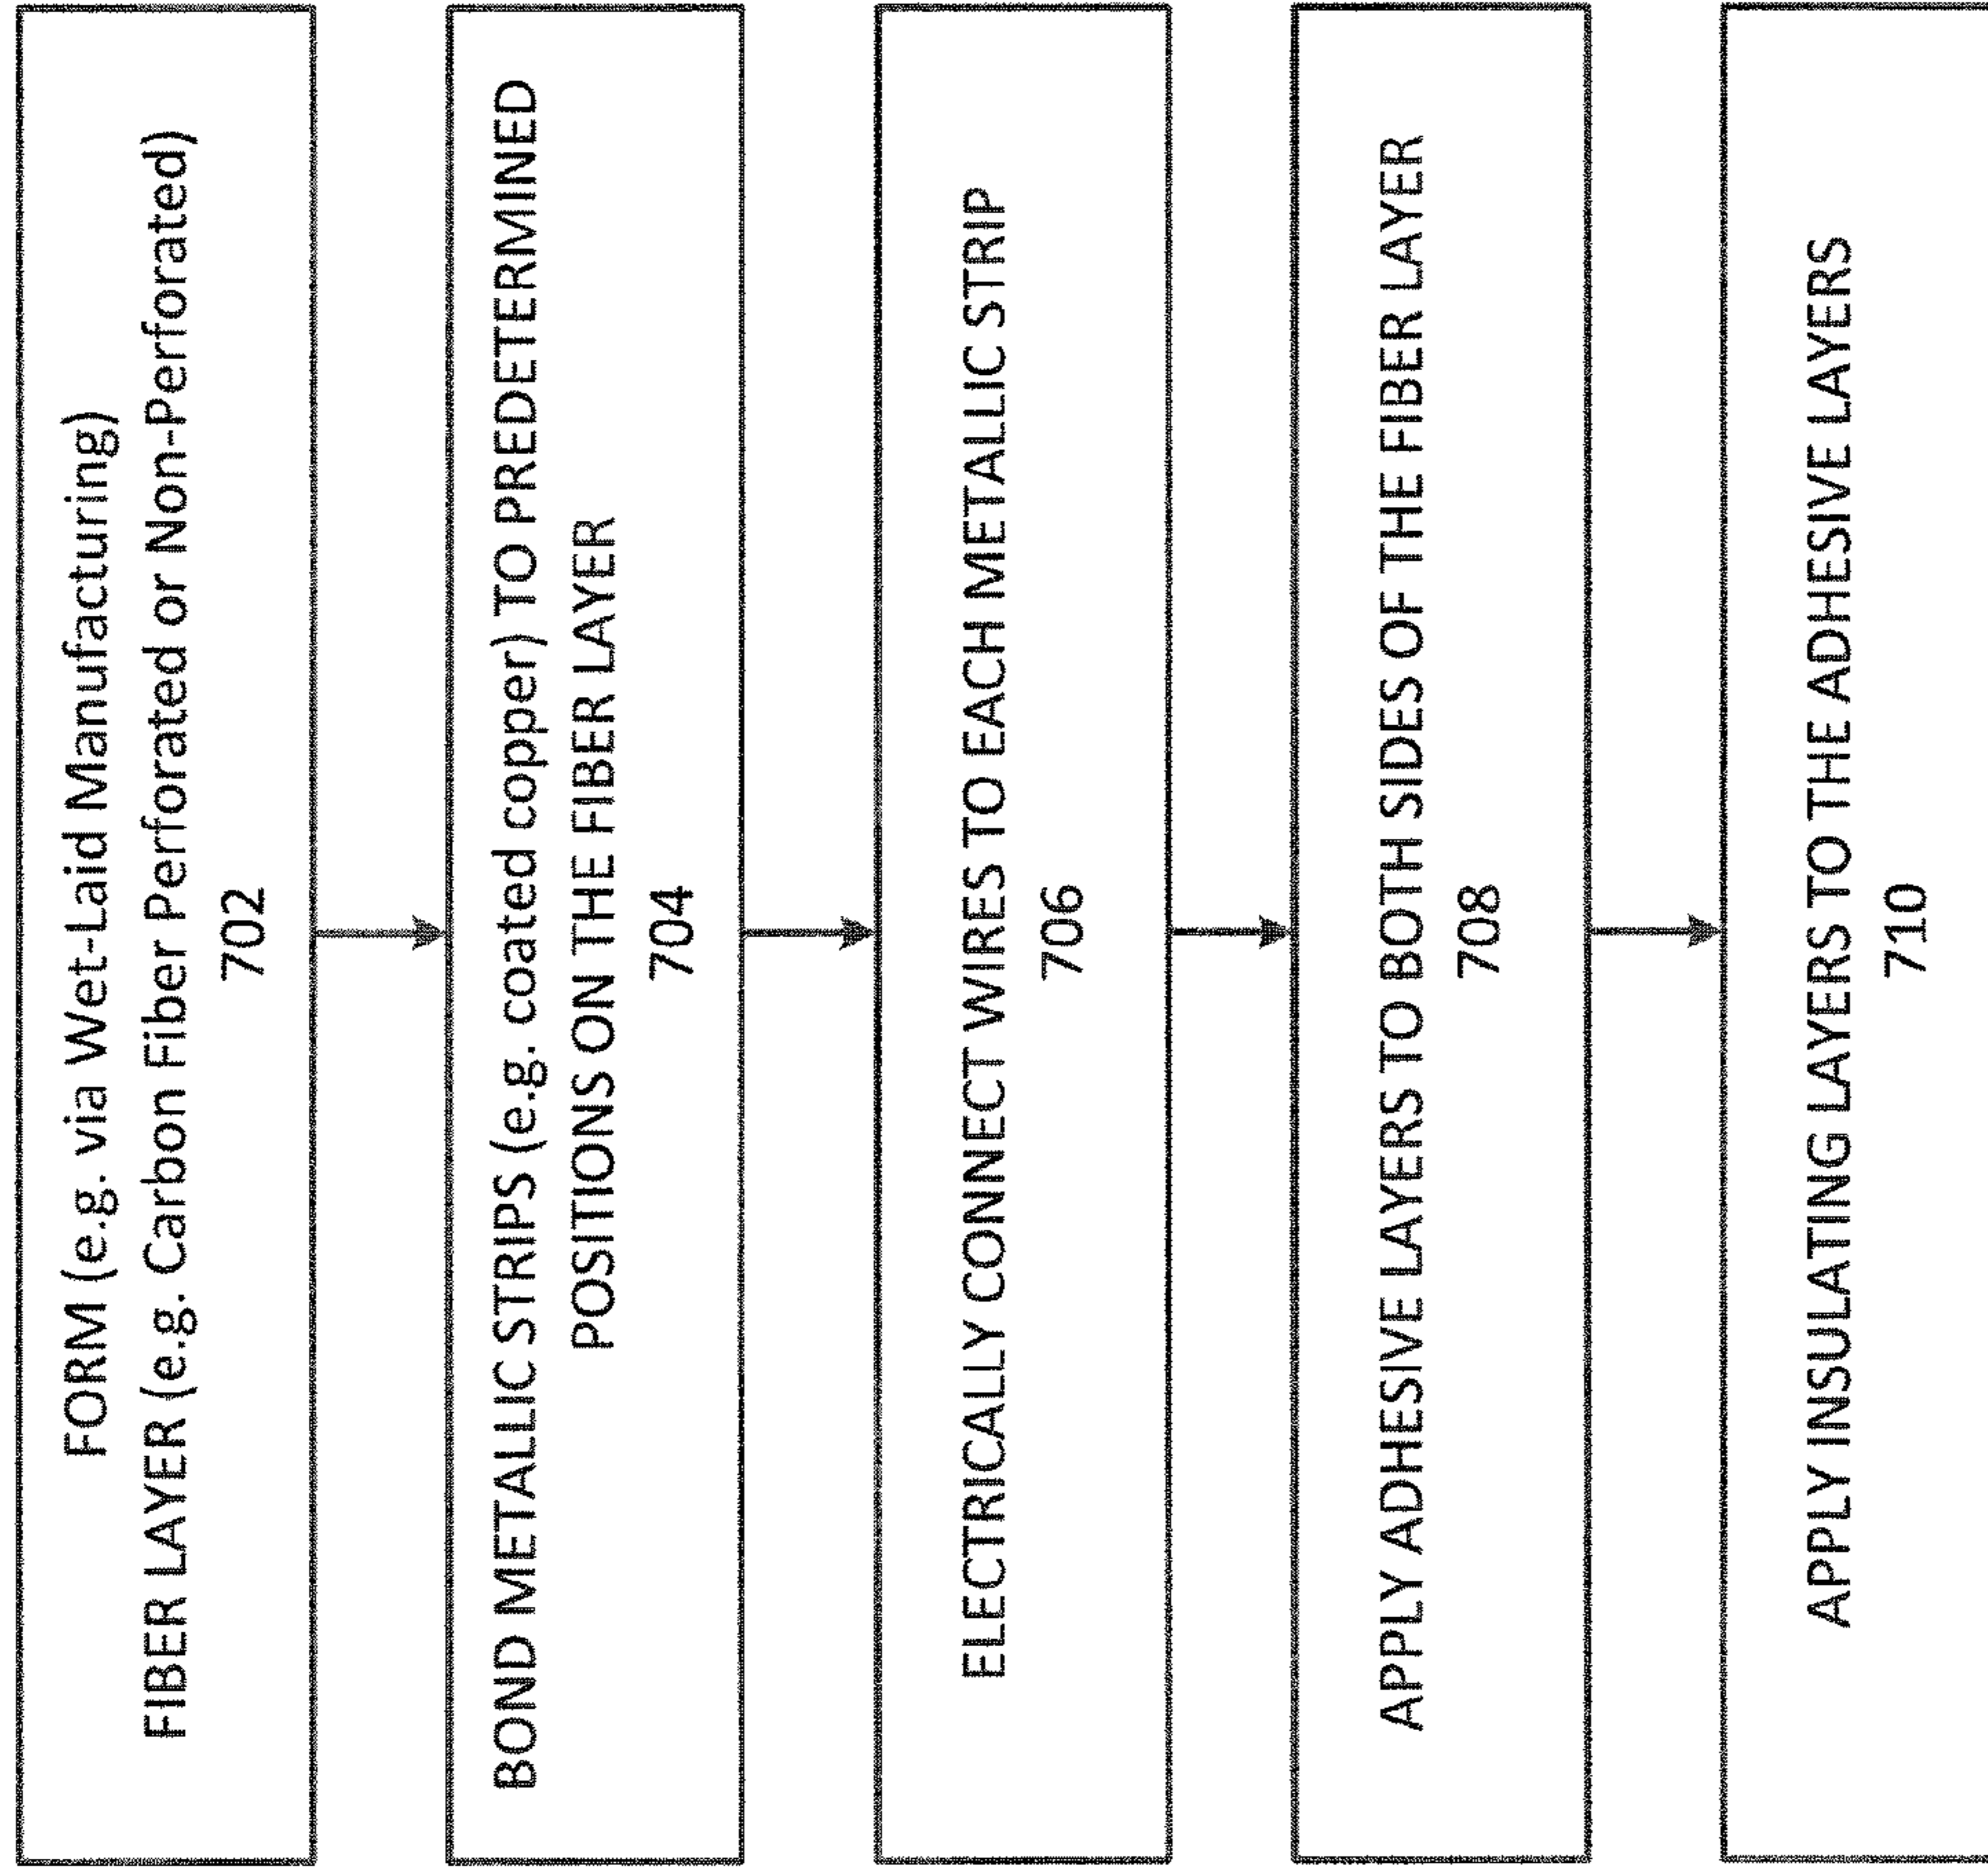 FORM (e.g. via Wet-Laid Manufacturing)
FIBER LAYER (e.g. Carbon Fiber Perforated or Non-Perforated)
702
BOND METALLIC STRIPS (e.g. coated copper) TO PREDETERMINED
POSITIONS ON THE FIBER LAYER
704
ELECTRICALLY CONNECT WIRES TO EACH METALLIC STRIP
706
APPLY ADHESIVE LAYERS TO BOTH SIDES OF THE FIBER LAYER
708
APPLY INSULATING LAYERS TO THE ADHESIVE LAYERS
710